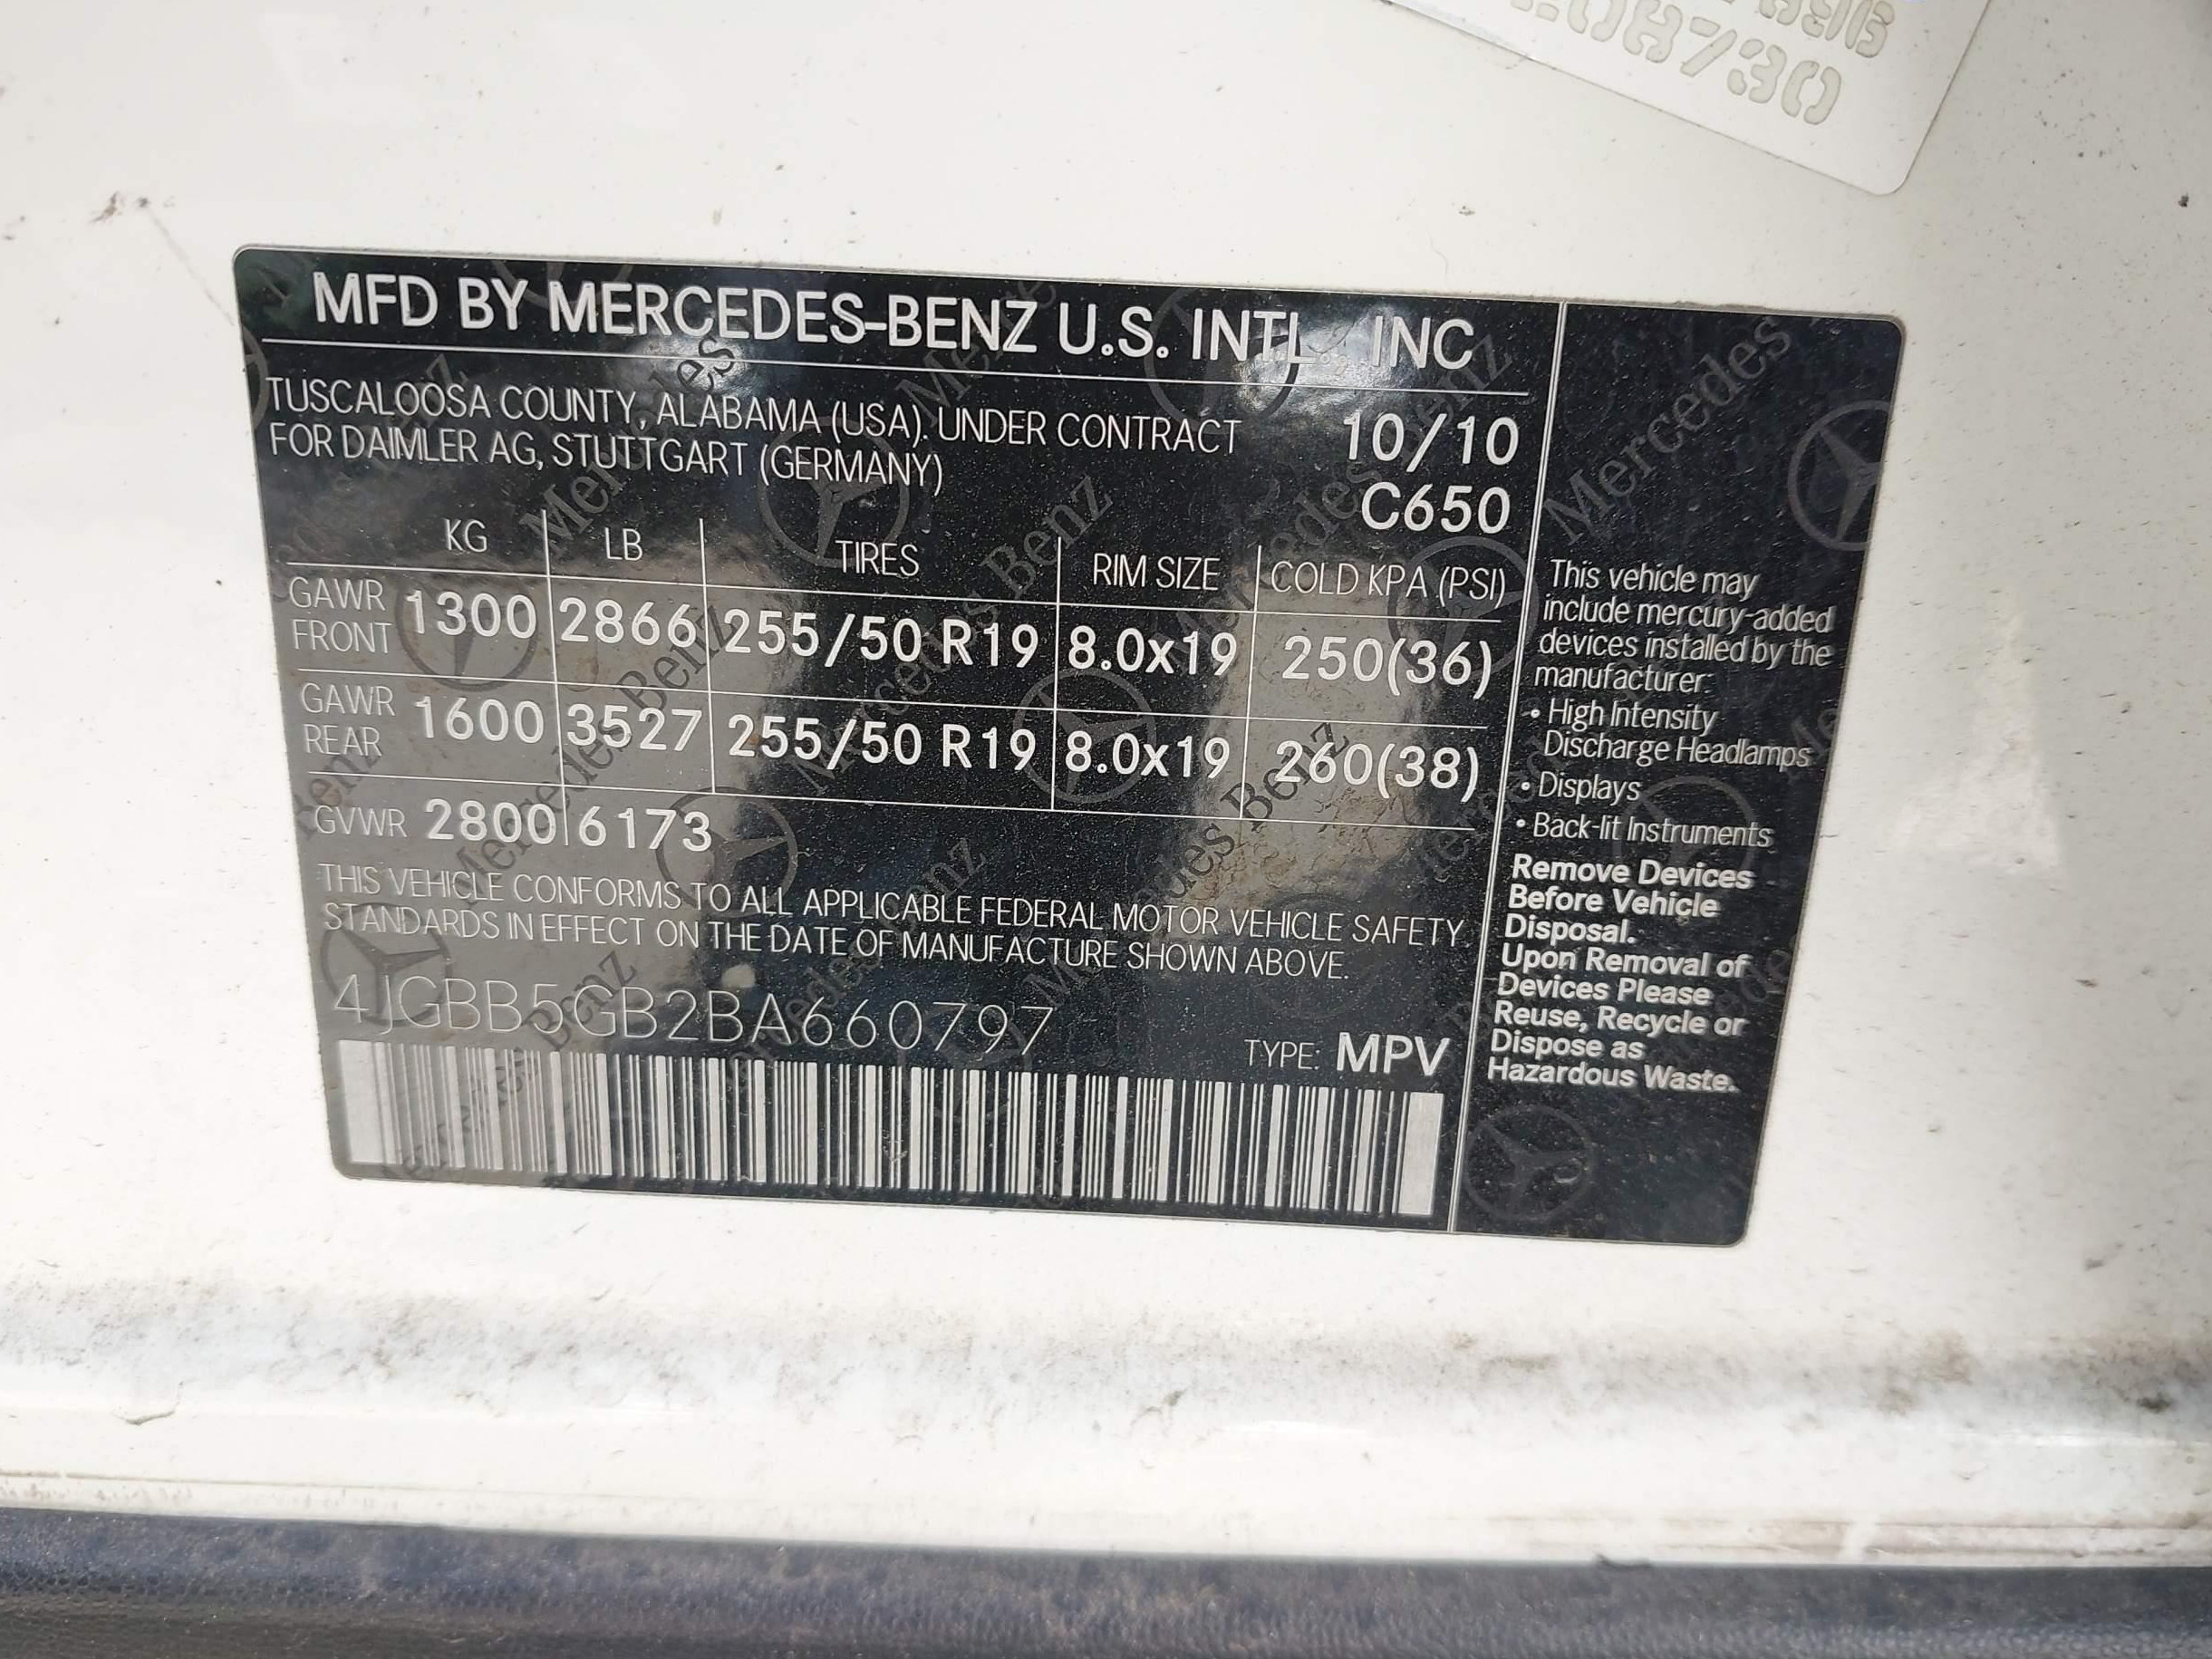 08730
MFD BY MERCEDES-BENZ U.S. INTL., INC
TUSCALOOSA COUNTY, ALABAMA (USA). UNDER CONTRACT
FOR DAIMLER AG, STUTTGART (GERMANY)
10/10
C650
KG LB TIRES RIM SIZE COLD KPA (PSI)
GAWR FRONT 1300 2866 255/50 R19 8.0x19 250(36)
GAWR REAR 1600 3527 255/50 R19 8.0x19 260(38)
GVWR 2800 6173
THIS VEHICLE CONFORMS TO ALL APPLICABLE FEDERAL MOTOR VEHICLE SAFETY
STANDARDS IN EFFECT ON THE DATE OF MANUFACTURE SHOWN ABOVE.
4JGBB5GB2BA660797
TYPE: MPV
This vehicle may
include mercury-added
devices installed by the
manufacturer:
• High Intensity
Discharge Headlamps
• Displays
• Back-lit Instruments
Remove Devices
Before Vehicle
Disposal.
Upon Removal of
Devices Please
Reuse, Recycle or
Dispose as
Hazardous Waste.